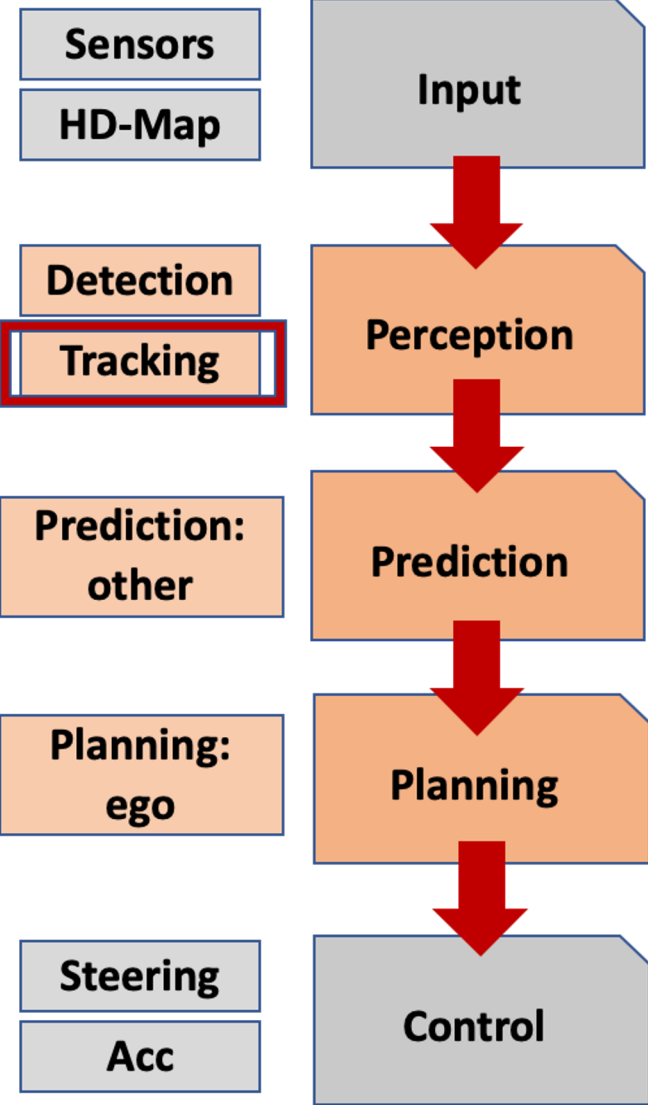 Sensors
HD-Map
Input
Detection
Tracking
Perception
Prediction:
other
Prediction
Planning:
ego
Planning
Steering
Acc
Control